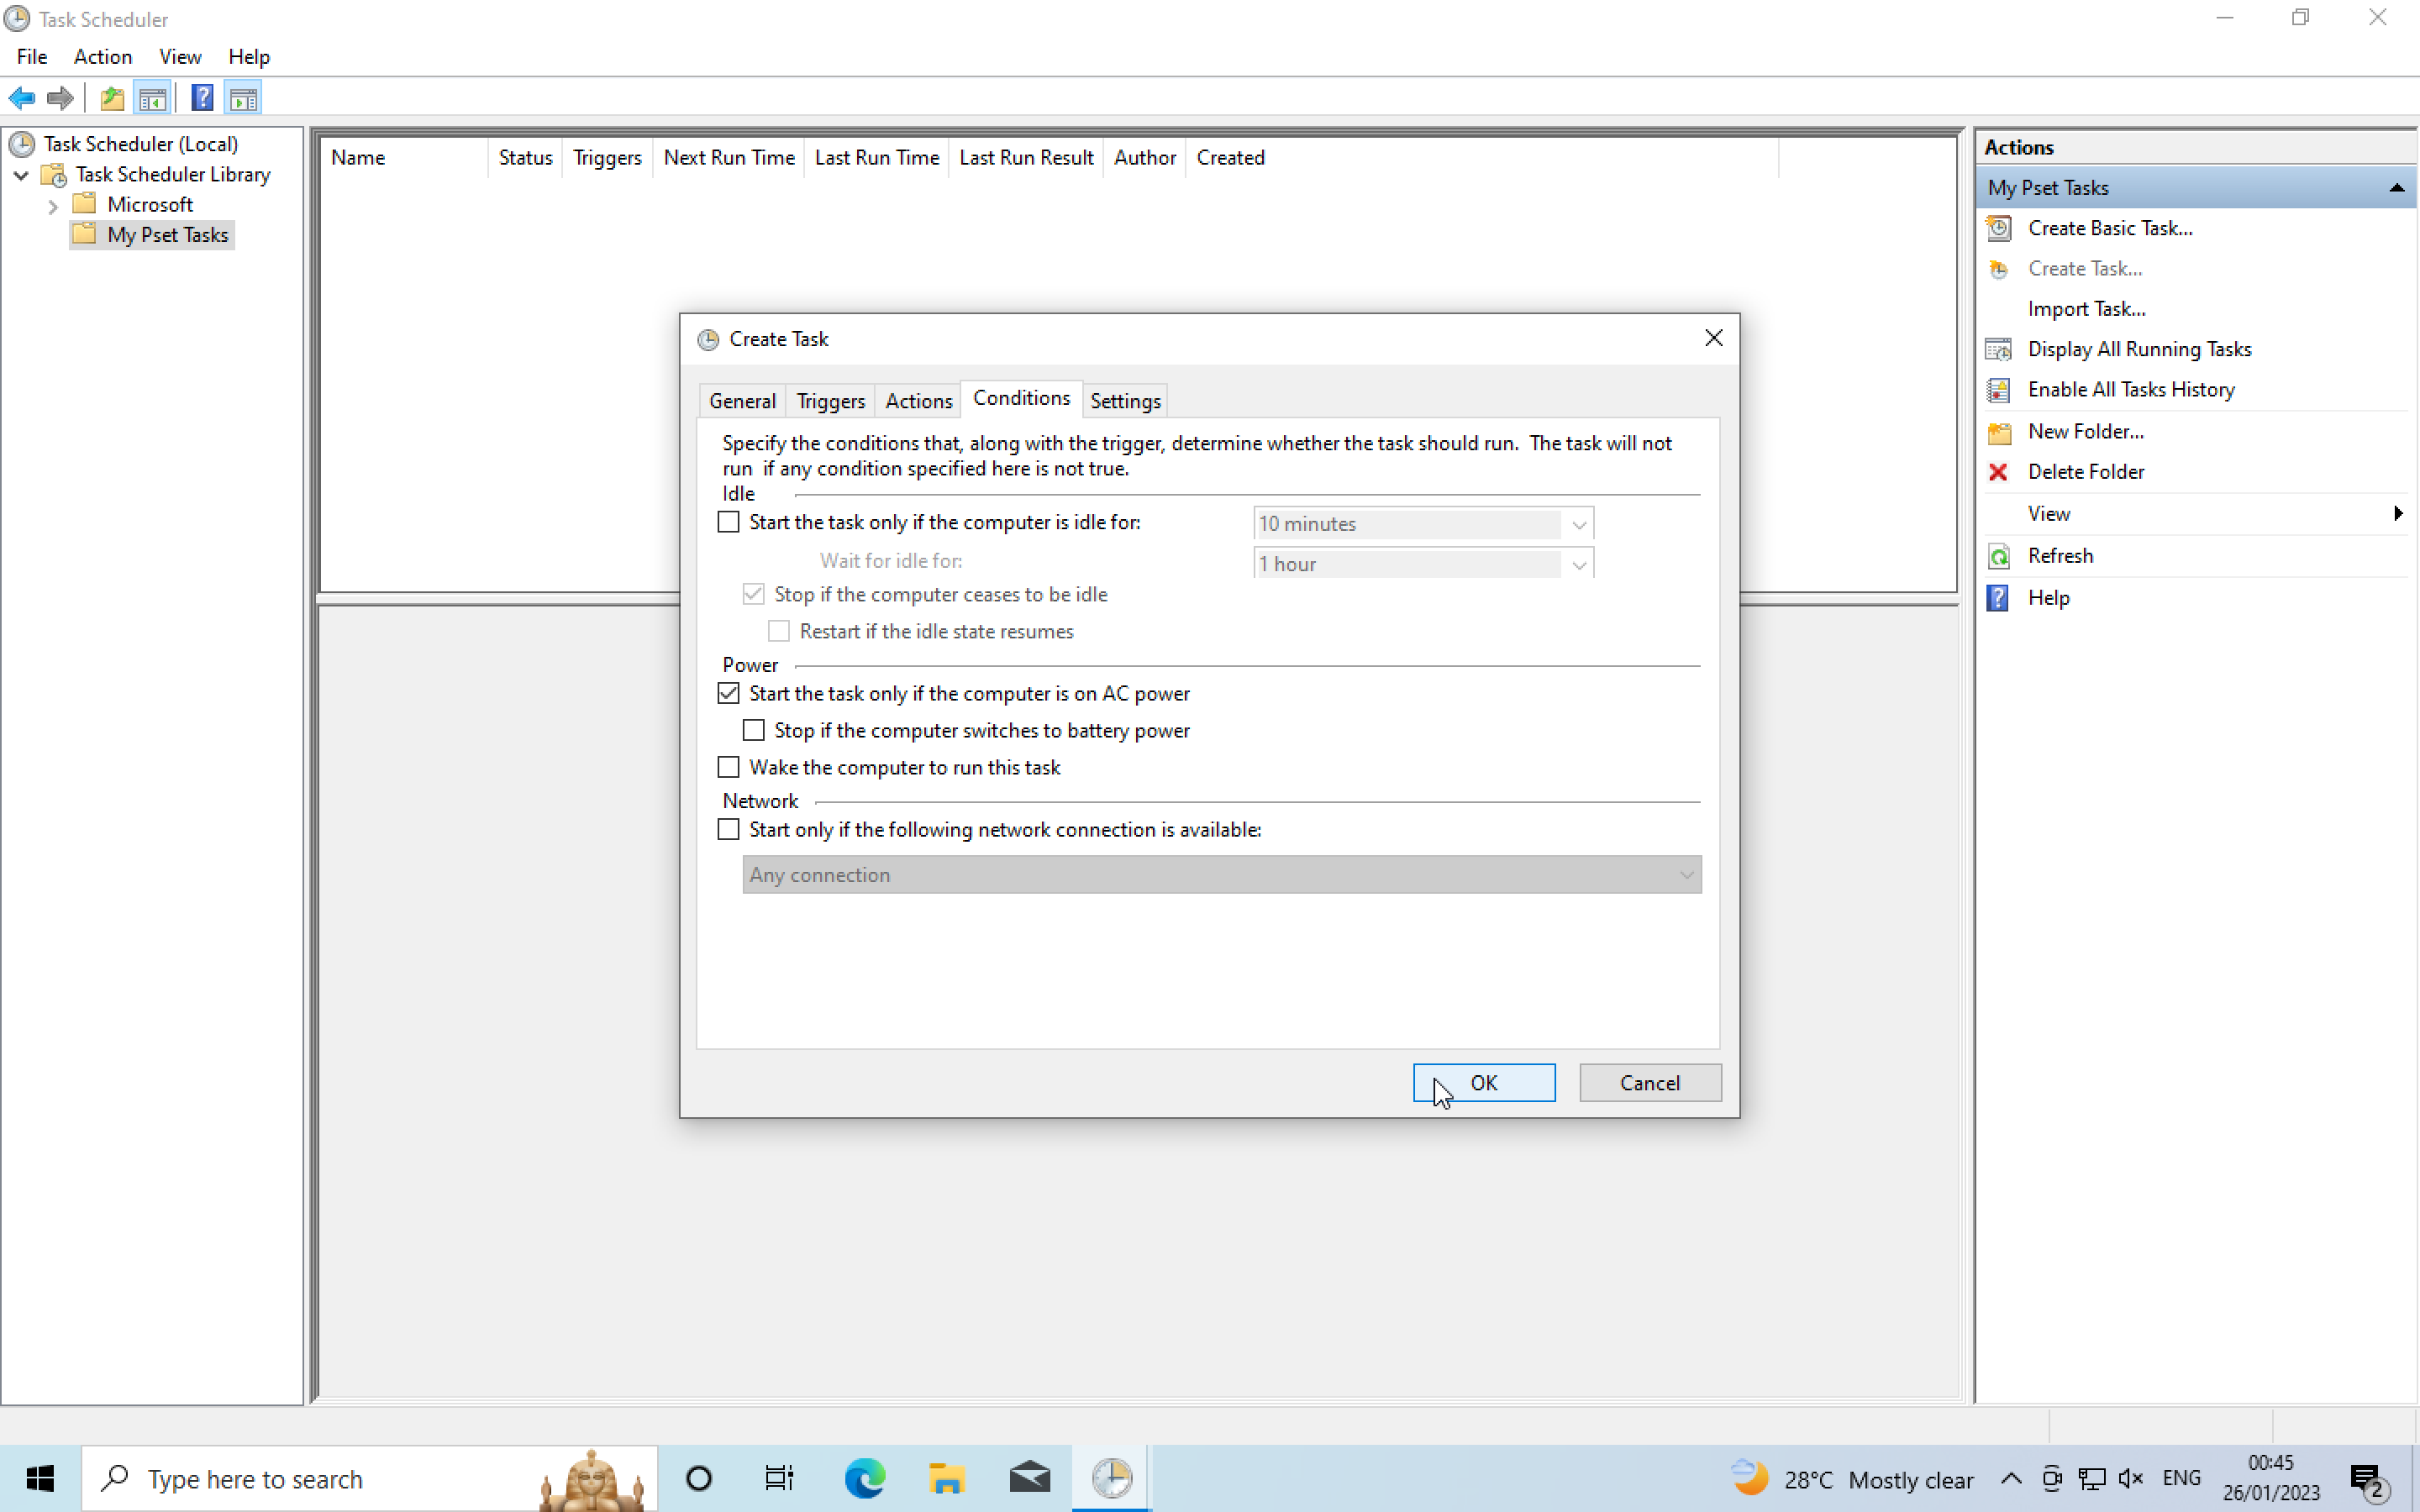 Task Scheduler
File Action View Help
Task Scheduler (Local)
Task Scheduler Library
Microsoft
My Pset Tasks
Name Status Triggers Next Run Time Last Run Time Last Run Result Author Created
Actions
My Pset Tasks
Create Basic Task...
Create Task...
Import Task...
Display All Running Tasks
Enable All Tasks History
New Folder...
Delete Folder
View
Refresh
Help
Create Task
General Triggers Actions Conditions Settings
Specify the conditions that, along with the trigger, determine whether the task should run. The task will not
run if any condition specified here is not true.
Idle
Start the task only if the computer is idle for: 10 minutes
Wait for idle for: 1 hour
Stop if the computer ceases to be idle
Restart if the idle state resumes
Power
Start the task only if the computer is on AC power
Stop if the computer switches to battery power
Wake the computer to run this task
Network
Start only if the following network connection is available:
Any connection
OK Cancel
Type here to search
28°C Mostly clear
ENG
00:45
26/01/2023
2